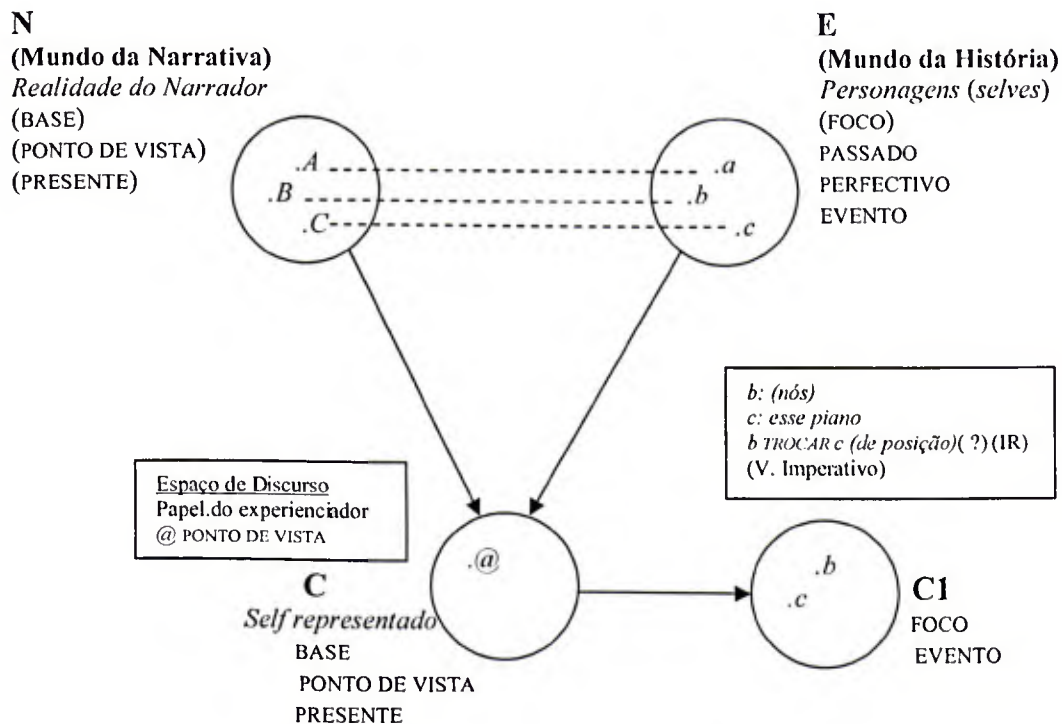 N
(Mundo da Narrativa)
Realidade do Narrador
(BASE)
(PONTO DE VISTA)
(PRESENTE)
E
(Mundo da História)
Personagens (selves)
(FOCO)
PASSADO
PERFECTIVO
EVENTO
.A
.B
.C
.a
.b
.c
b: (nós)
c: esse piano
b TROCAR c (de posição)( ?) (IR)
(V. Imperativo)
Espaço de Discurso
Papel.do experienciador
@ PONTO DE VISTA
.@
C
Self representado
BASE
PONTO DE VISTA
PRESENTE
.b
.c
C1
FOCO
EVENTO